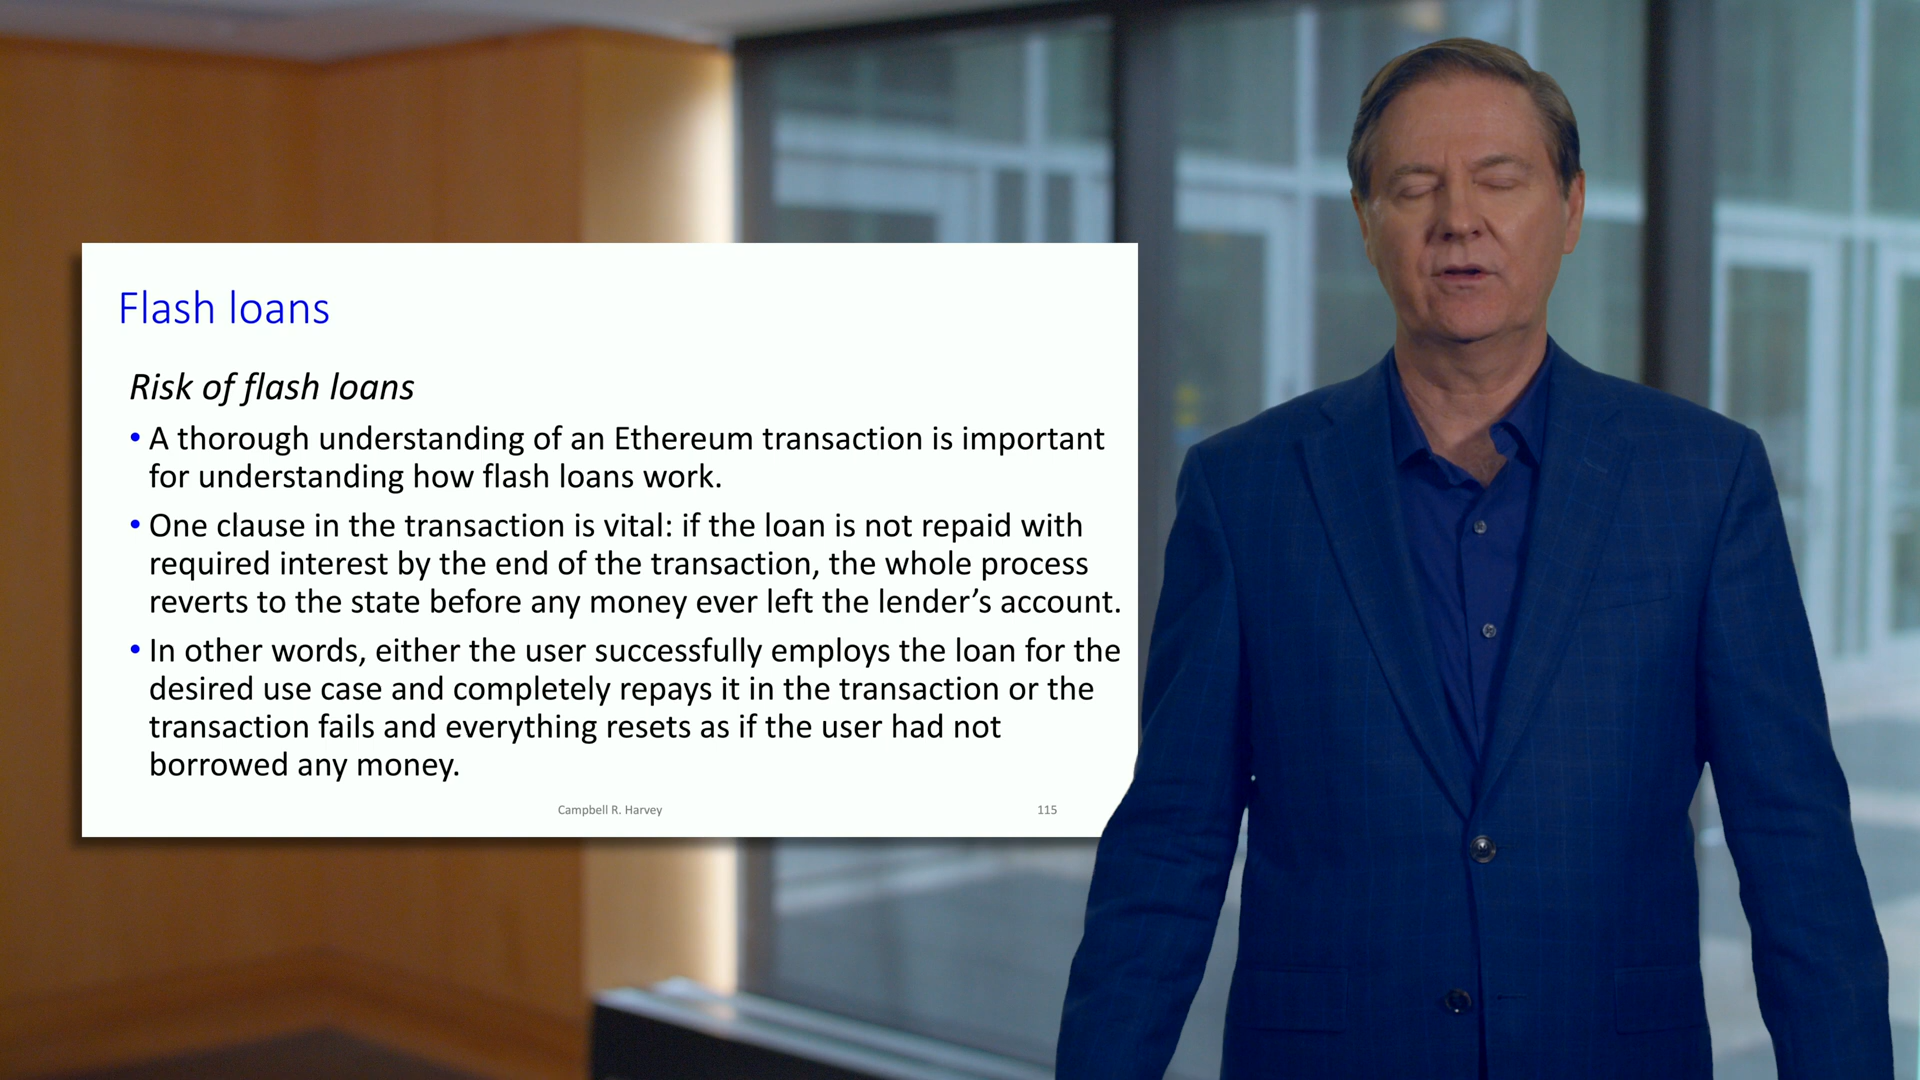 Flash loans
Risk of flash loans
• A thorough understanding of an Ethereum transaction is important
for understanding how flash loans work.
• One clause in the transaction is vital: if the loan is not repaid with
required interest by the end of the transaction, the whole process
reverts to the state before any money ever left the lender’s account.
• In other words, either the user successfully employs the loan for the
desired use case and completely repays it in the transaction or the
transaction fails and everything resets as if the user had not
borrowed any money.
Campbell R. Harvey
115